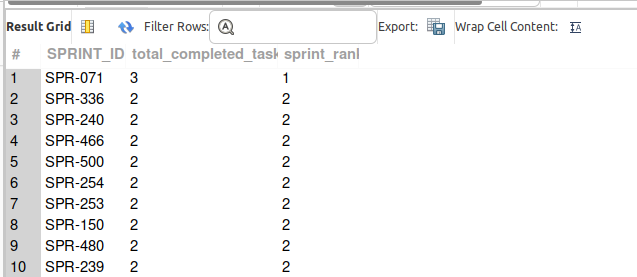 Result Grid Filter Rows: Export: Wrap Cell Content:
# SPRINT_ID total_completed_task sprint_rank
1 SPR-071 3 1
2 SPR-336 2 2
3 SPR-240 2 2
4 SPR-466 2 2
5 SPR-500 2 2
6 SPR-254 2 2
7 SPR-253 2 2
8 SPR-150 2 2
9 SPR-480 2 2
10 SPR-239 2 2